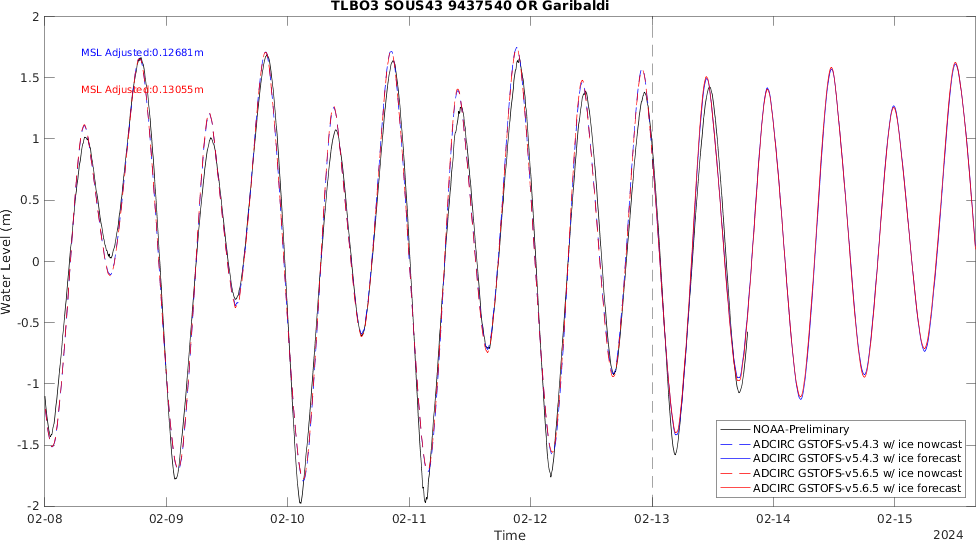 TLBO3 SOUS43 9437540 OR Garibaldi
MSL Adjusted:0.12681m
MSL Adjusted:0.13055m
Water Level (m)
2
1.5
1
0.5
0
-0.5
-1
-1.5
-2
NOAA-Preliminary
ADCIRC GSTOFS-v5.4.3 w/ ice nowcast
ADCIRC GSTOFS-v5.4.3 w/ ice forecast
ADCIRC GSTOFS-v5.6.5 w/ ice nowcast
ADCIRC GSTOFS-v5.6.5 w/ ice forecast
02-08 02-09 02-10 02-11 02-12 02-13 02-14 02-15
Time
2024